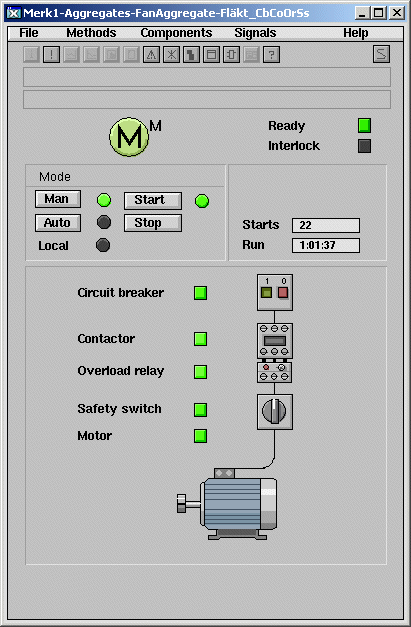 Merk1-Aggregates-FanAggregate-Fläkt_CbCoOrSs
File Methods Components Signals Help
M M
Ready
Interlock
Mode
Man Start
Auto Stop
Local
Starts 22
Run 1:01:37
Circuit breaker
1 0
Contactor
Overload relay
Safety switch
Motor